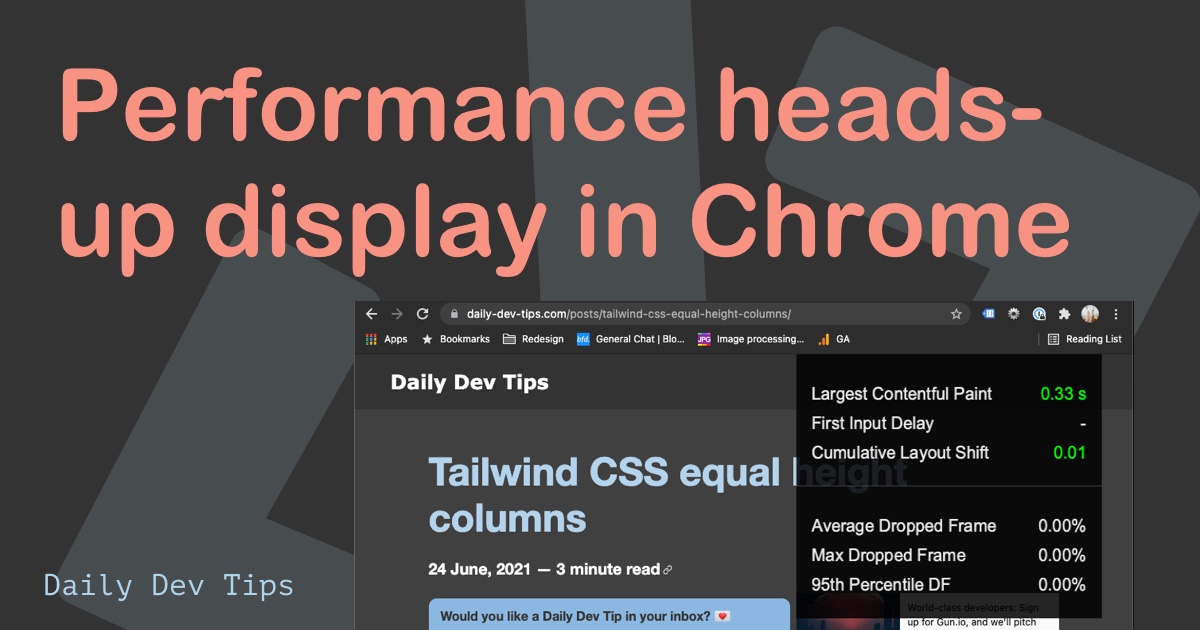 Performance heads-
up display in Chrome
daily-dev-tips.com/posts/tailwind-css-equal-height-columns/
Apps Bookmarks Redesign bfd. General Chat | Blo... JPG Image processing... GA Reading List
Daily Dev Tips
Largest Contentful Paint 0.33 s
First Input Delay -
Cumulative Layout Shift 0.01
Tailwind CSS equal height
columns
Average Dropped Frame 0.00%
Max Dropped Frame 0.00%
95th Percentile DF 0.00%
24 June, 2021 — 3 minute read
Would you like a Daily Dev Tip in your inbox? 💌
World-class developers: Sign
up for Gun.io, and we'll pitch
Daily Dev Tips